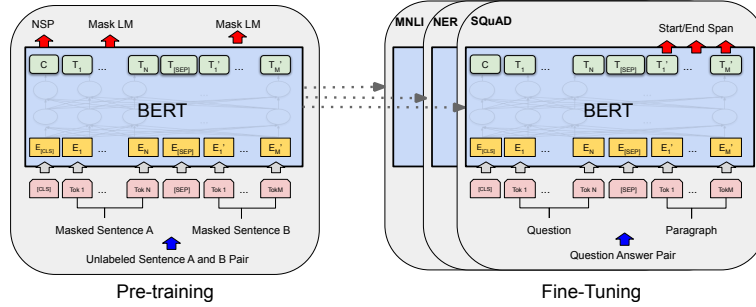 NSP Mask LM Mask LM
C T1 ... TN T[SEP] T1' ... TM'
BERT
E[CLS] E1 ... EN E[SEP] E1' ... EM'
[CLS] Tok 1 ... Tok N [SEP] Tok 1 ... TokM
Masked Sentence A Masked Sentence B
Unlabeled Sentence A and B Pair
Pre-training
MNLI NER SQuAD
Start/End Span
C T1 ... TN T[SEP] T1' ... TM'
BERT
E[CLS] E1 ... EN E[SEP] E1' ... EM'
[CLS] Tok 1 ... Tok N [SEP] Tok 1 ... TokM
Question Paragraph
Question Answer Pair
Fine-Tuning